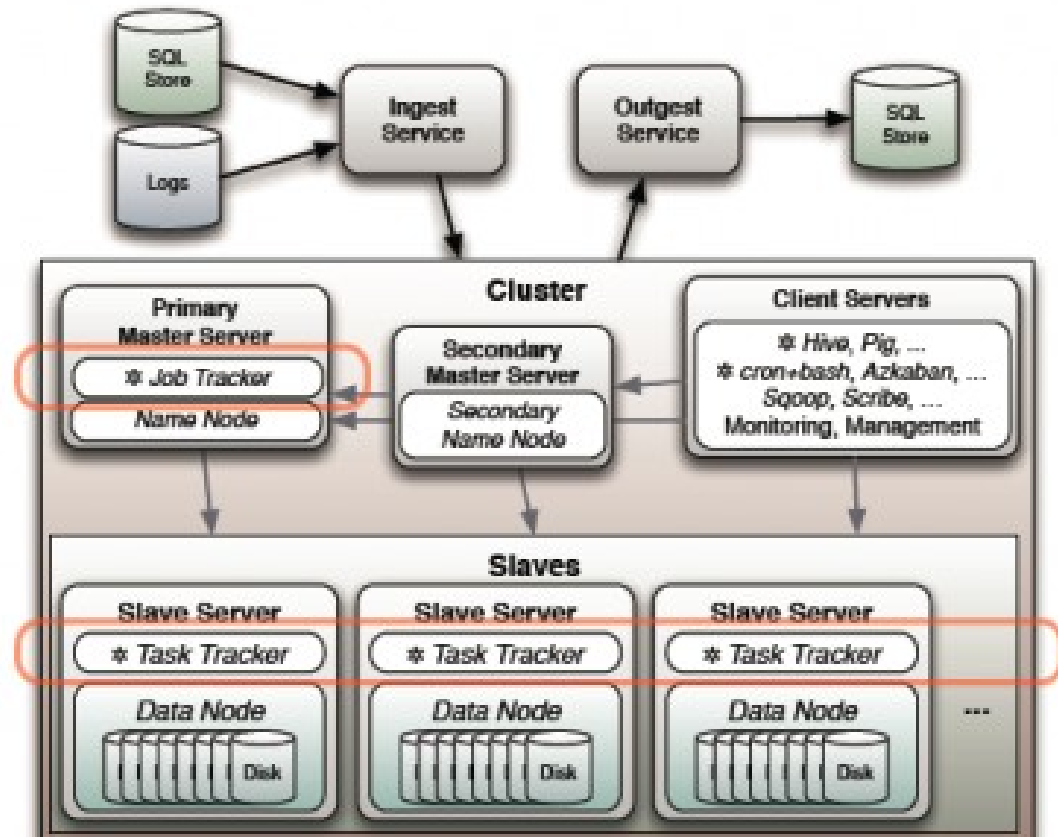 SQL
Store
Logs
Ingest
Service
Outgest
Service
SQL
Store
Cluster
Primary
Master Server
* Job Tracker
Name Node
Secondary
Master Server
Secondary
Name Node
Client Servers
* Hive, Pig, ...
* cron+bash, Azkaban, ...
Sqoop, Scribe, ...
Monitoring, Management
Slaves
Slave Server
* Task Tracker
Data Node
Disk
Slave Server
* Task Tracker
Data Node
Disk
Slave Server
* Task Tracker
Data Node
Disk
...